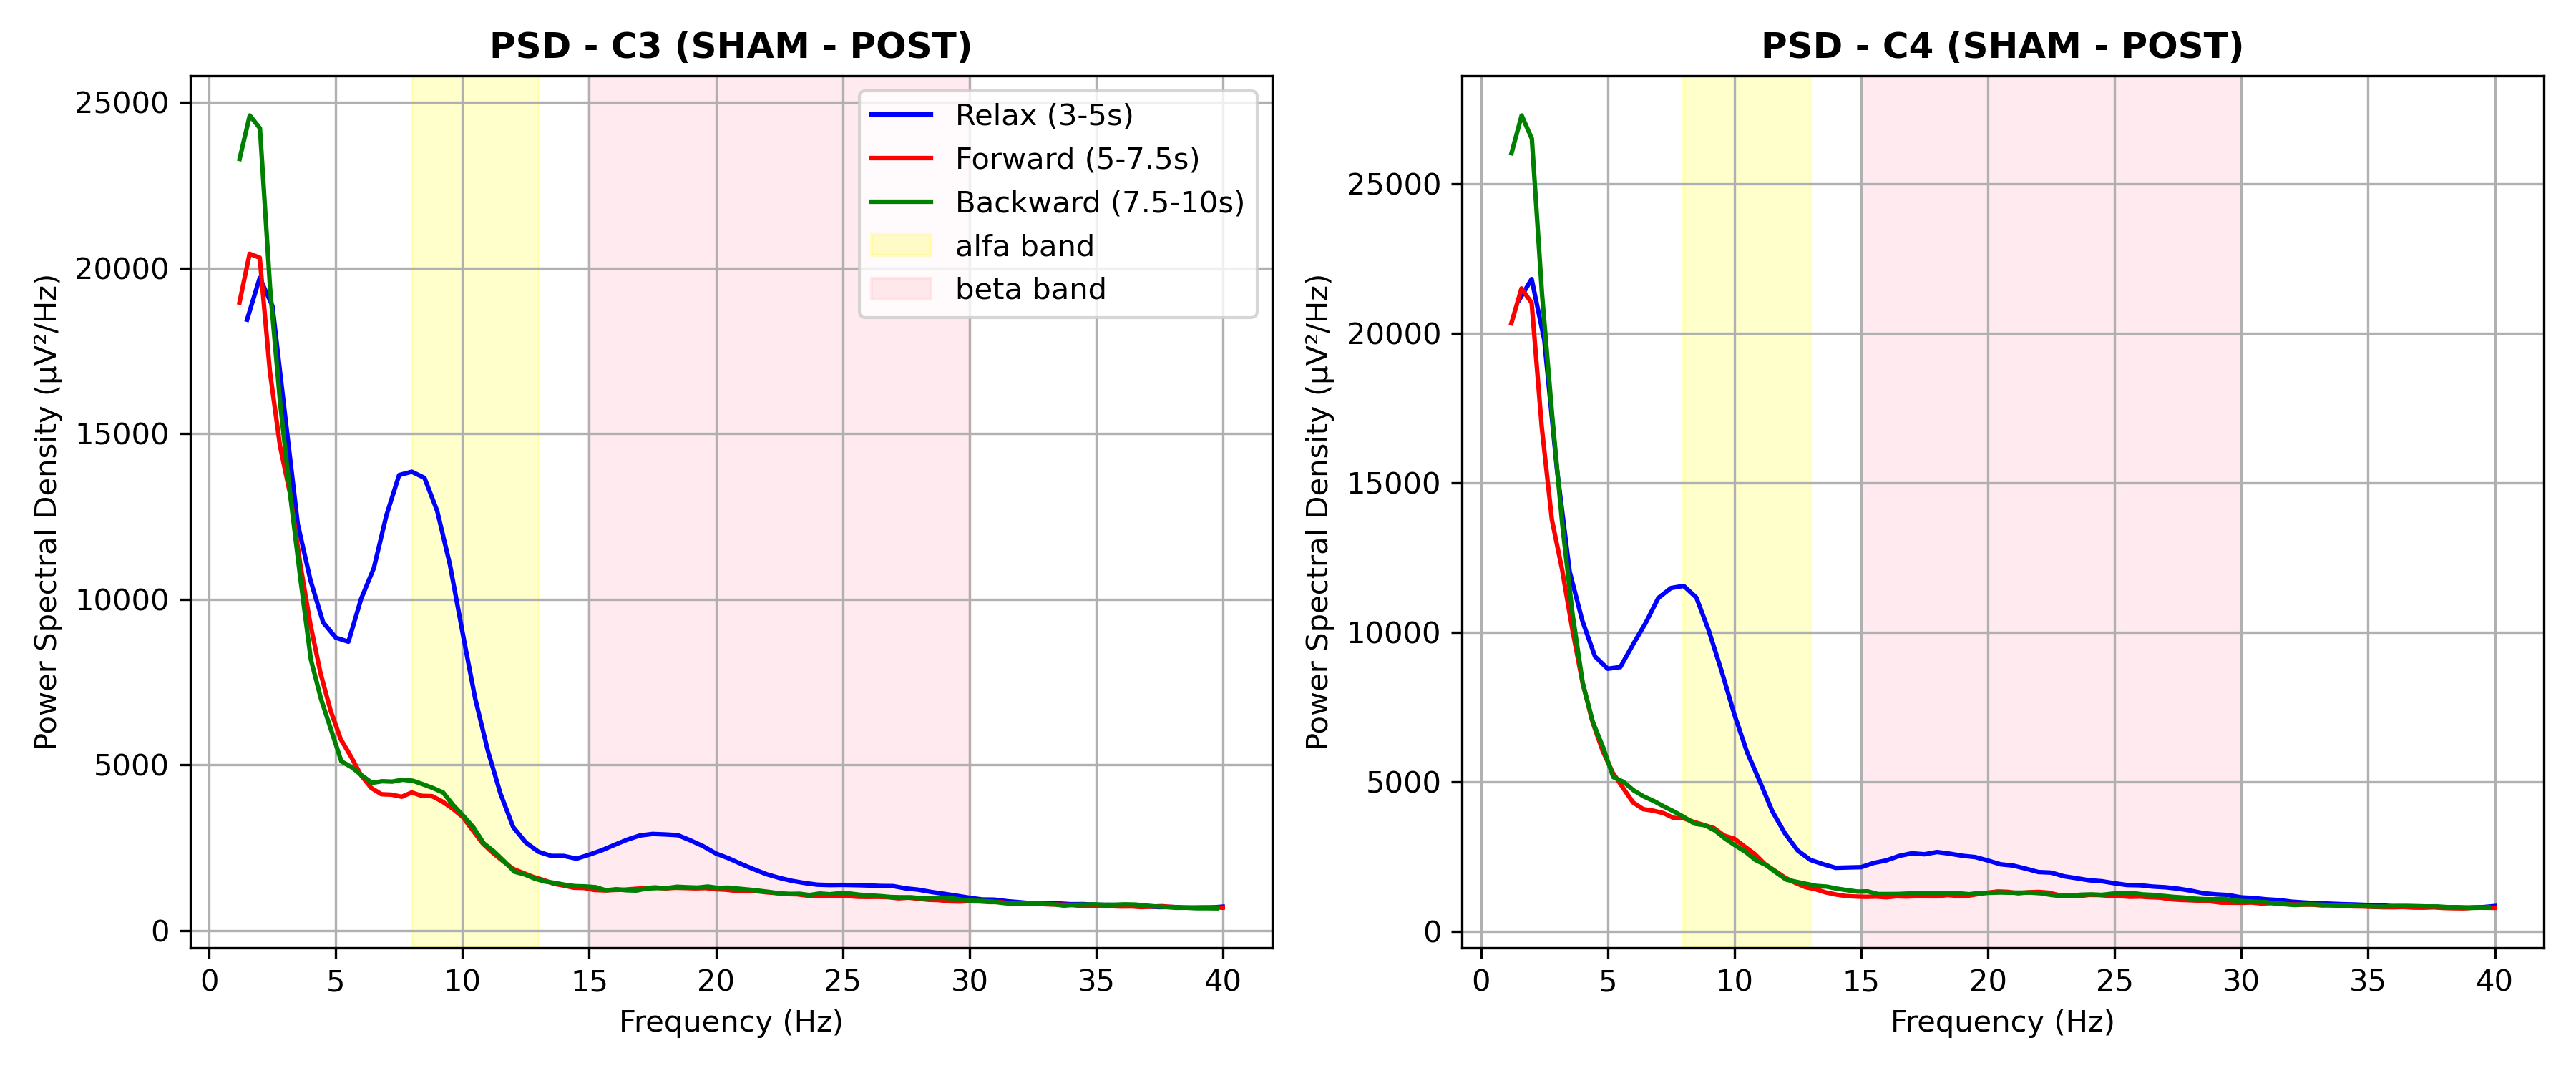 PSD - C3 (SHAM - POST)
Power Spectral Density (µV²/Hz)
25000
20000
15000
10000
5000
0
0 5 10 15 20 25 30 35 40
Frequency (Hz)
Relax (3-5s)
Forward (5-7.5s)
Backward (7.5-10s)
alfa band
beta band
PSD - C4 (SHAM - POST)
Power Spectral Density (µV²/Hz)
25000
20000
15000
10000
5000
0
0 5 10 15 20 25 30 35 40
Frequency (Hz)